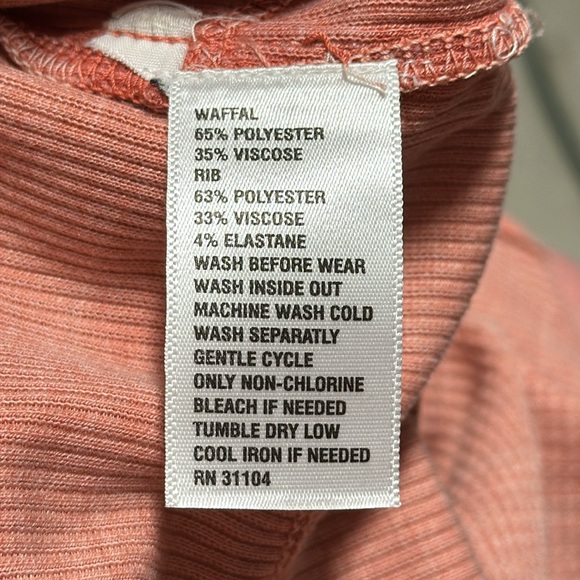 WAFFAL
65% POLYESTER
35% VISCOSE
RIB
63% POLYESTER
33% VISCOSE
4% ELASTANE
WASH BEFORE WEAR
WASH INSIDE OUT
MACHINE WASH COLD
WASH SEPARATLY
GENTLE CYCLE
ONLY NON-CHLORINE
BLEACH IF NEEDED
TUMBLE DRY LOW
COOL IRON IF NEEDED
RN 31104